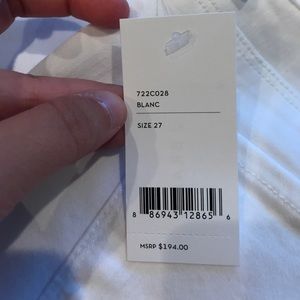 722C028
BLANC
SIZE 27
8 86943 12865 6
MSRP $194.00